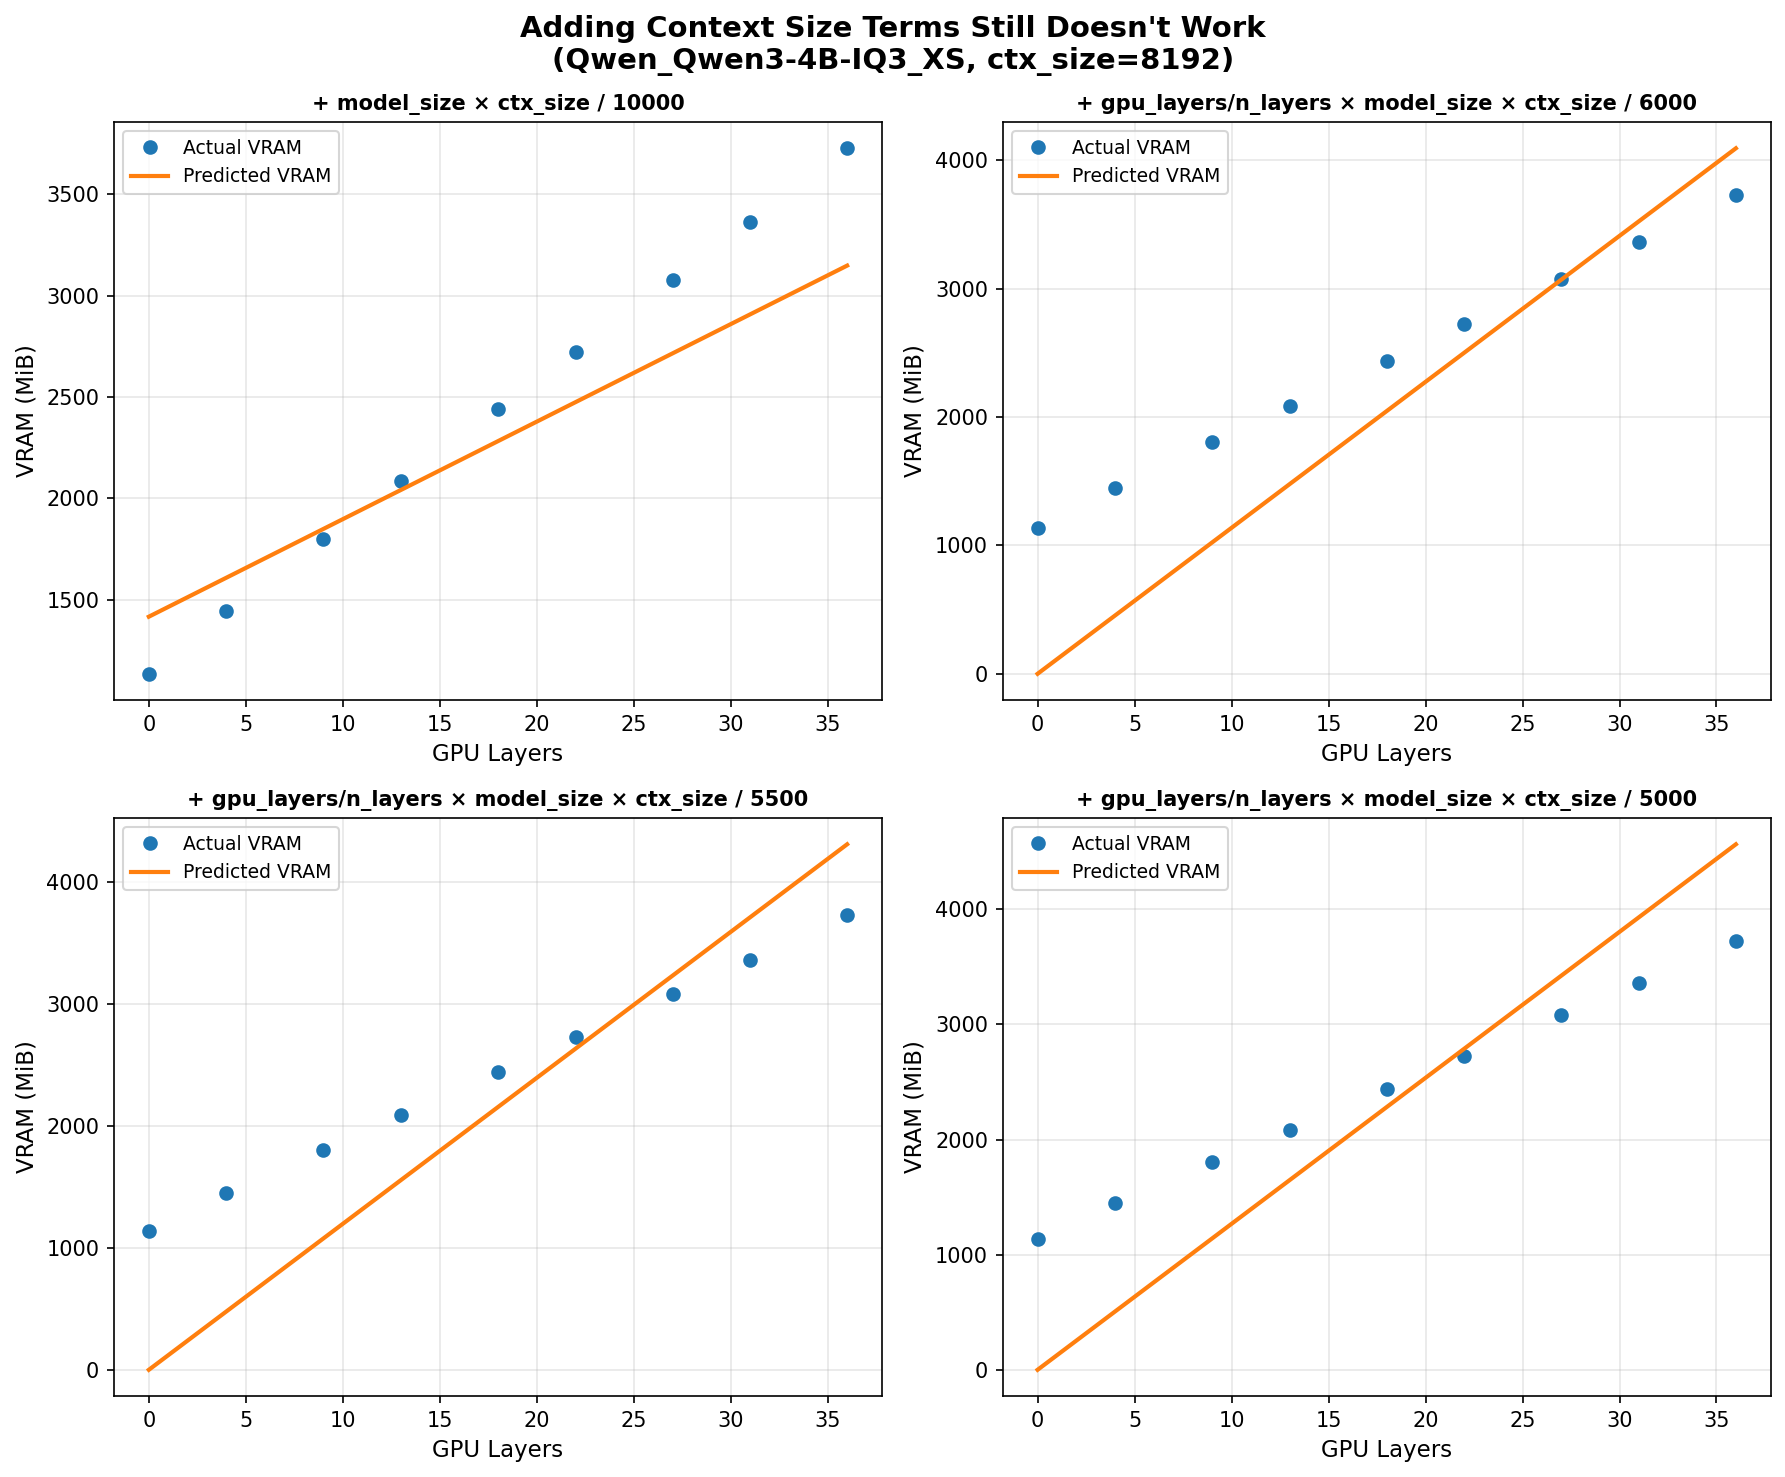 Adding Context Size Terms Still Doesn't Work
(Qwen_Qwen3-4B-IQ3_XS, ctx_size=8192)
+ model_size × ctx_size / 10000
Actual VRAM
Predicted VRAM
3500
3000
2500
2000
1500
VRAM (MiB)
0 5 10 15 20 25 30 35
GPU Layers
+ gpu_layers/n_layers × model_size × ctx_size / 6000
Actual VRAM
Predicted VRAM
4000
3000
2000
1000
0
VRAM (MiB)
0 5 10 15 20 25 30 35
GPU Layers
+ gpu_layers/n_layers × model_size × ctx_size / 5500
Actual VRAM
Predicted VRAM
4000
3000
2000
1000
0
VRAM (MiB)
0 5 10 15 20 25 30 35
GPU Layers
+ gpu_layers/n_layers × model_size × ctx_size / 5000
Actual VRAM
Predicted VRAM
4000
3000
2000
1000
0
VRAM (MiB)
0 5 10 15 20 25 30 35
GPU Layers